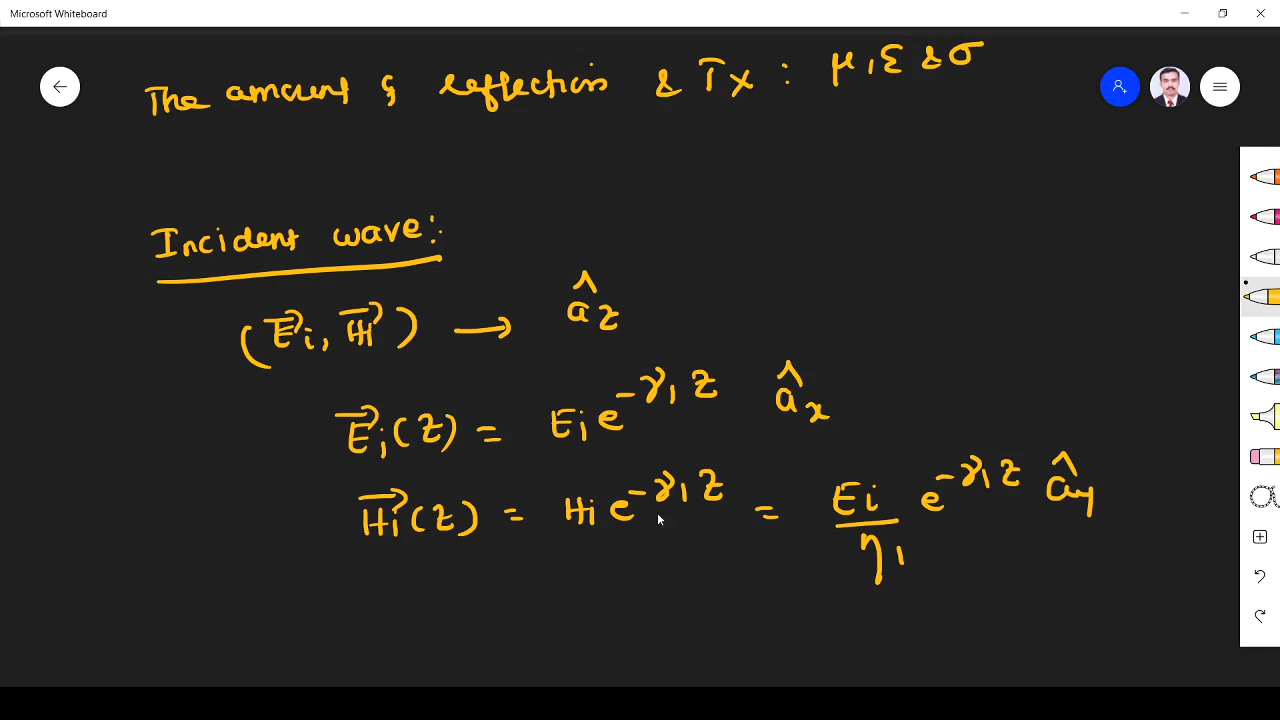 Microsoft Whiteboard
The amount of reflection & Tx : μ, ε & σ
Incident wave:
(E⃗i, H⃗i) → âz
E⃗i(z) = Ei e^{-γ1 z} âx
H⃗i(z) = Hi e^{-γ1 z} = Ei/η1 e^{-γ1 z} ây